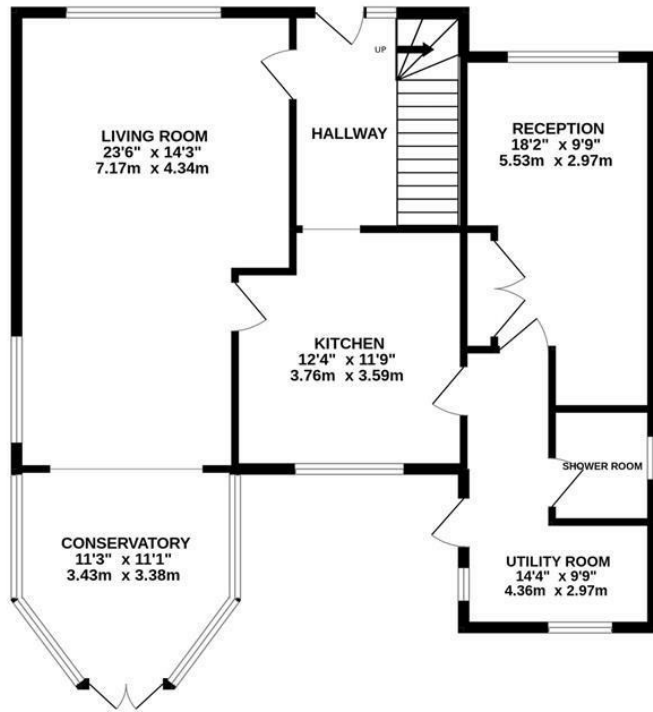 UP
LIVING ROOM
23'6" x 14'3"
7.17m x 4.34m
HALLWAY
RECEPTION
18'2" x 9'9"
5.53m x 2.97m
KITCHEN
12'4" x 11'9"
3.76m x 3.59m
SHOWER ROOM
CONSERVATORY
11'3" x 11'1"
3.43m x 3.38m
UTILITY ROOM
14'4" x 9'9"
4.36m x 2.97m